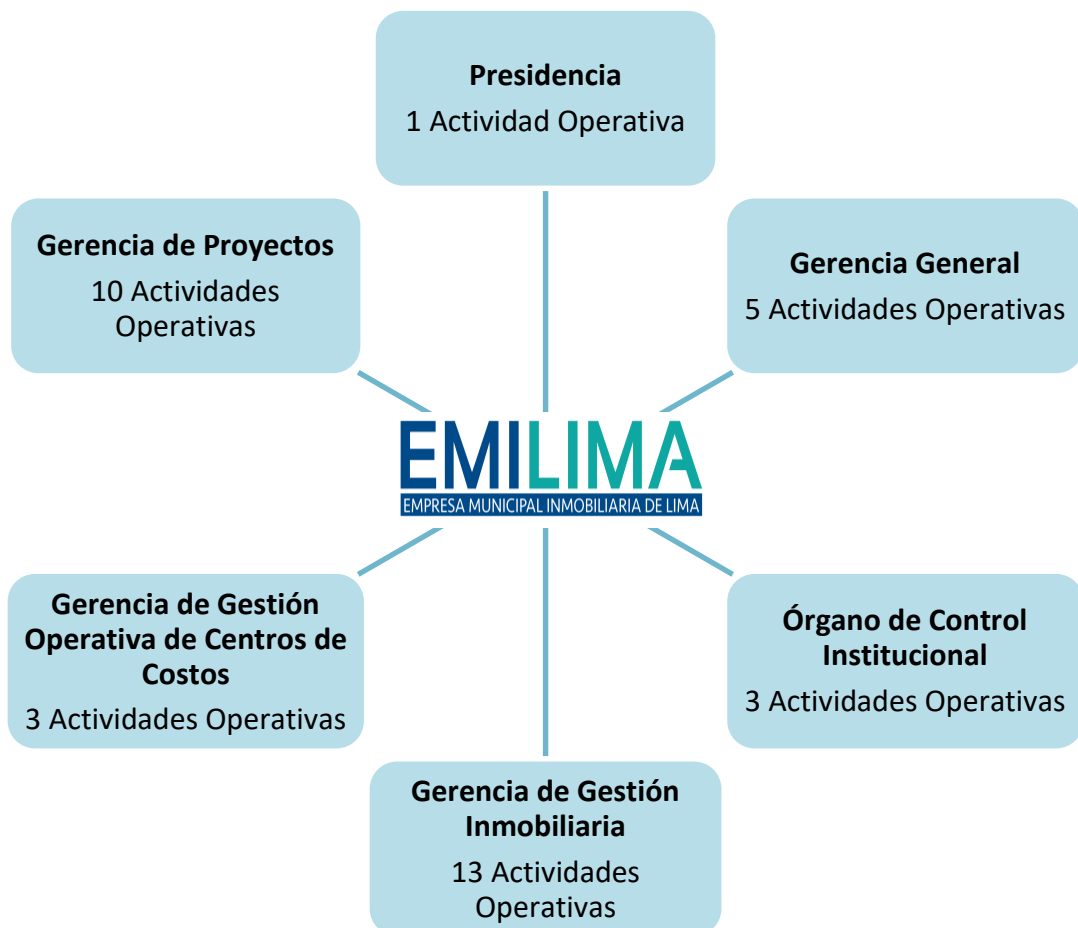 Presidencia
1 Actividad Operativa
Gerencia de Proyectos
10 Actividades
Operativas
Gerencia General
5 Actividades Operativas
EMILIMA
EMPRESA MUNICIPAL INMOBILIARIA DE LIMA
Gerencia de Gestión
Operativa de Centros de
Costos
3 Actividades Operativas
Órgano de Control
Institucional
3 Actividades Operativas
Gerencia de Gestión
Inmobiliaria
13 Actividades
Operativas